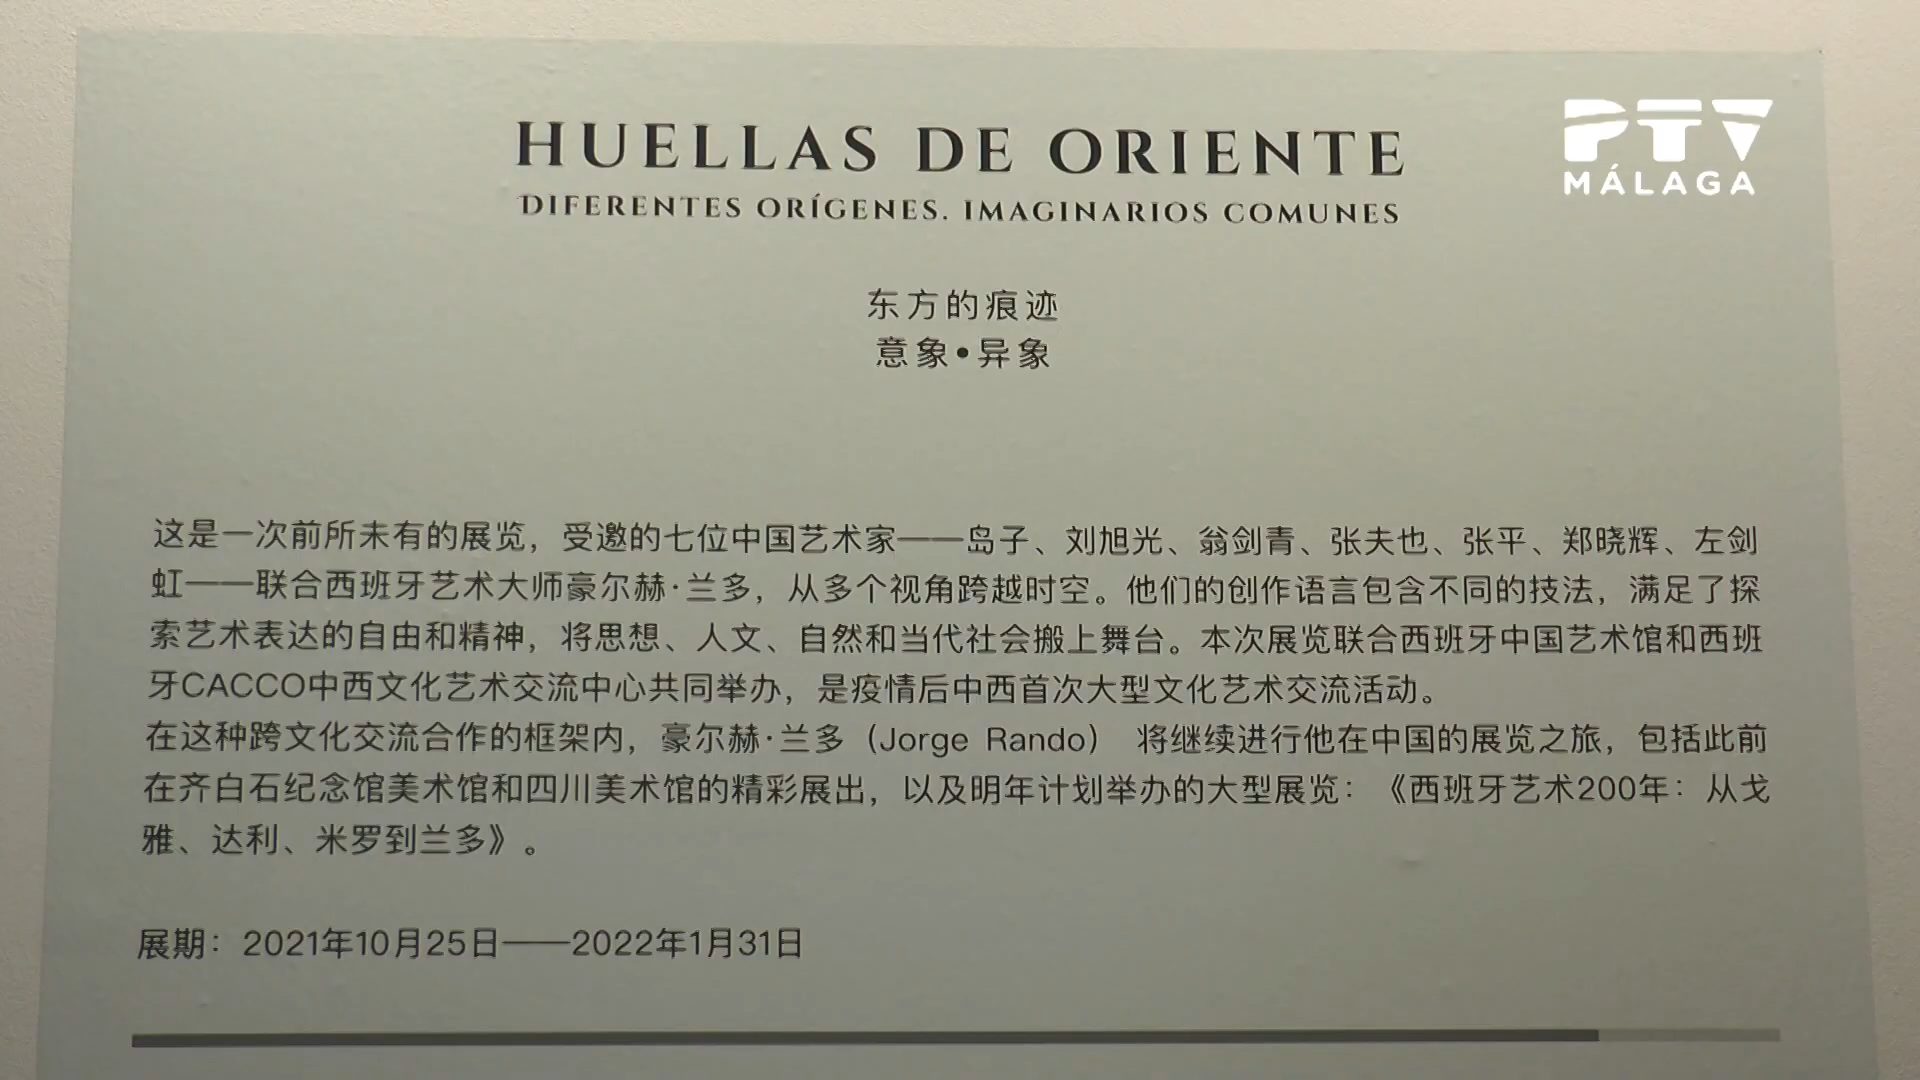 HUELLAS DE ORIENTE
DIFERENTES ORÍGENES. IMAGINARIOS COMUNES
PTV
MÁLAGA
东方的痕迹
意象•异象
这是一次前所未有的展览，受邀的七位中国艺术家——岛子、刘旭光、翁剑青、张夫也、张平、郑晓辉、左剑
虹——联合西班牙艺术大师豪尔赫·兰多，从多个视角跨越时空。他们的创作语言包含不同的技法，满足了探
索艺术表达的自由和精神，将思想、人文、自然和当代社会搬上舞台。本次展览联合西班牙中国艺术馆和西班
牙CACCO中西文化艺术交流中心共同举办，是疫情后中西首次大型文化艺术交流活动。
在这种跨文化交流合作的框架内，豪尔赫·兰多（Jorge Rando） 将继续进行他在中国的展览之旅，包括此前
在齐白石纪念馆美术馆和四川美术馆的精彩展出，以及明年计划举办的大型展览：《西班牙艺术200年：从戈
雅、达利、米罗到兰多》。
展期：2021年10月25日——2022年1月31日